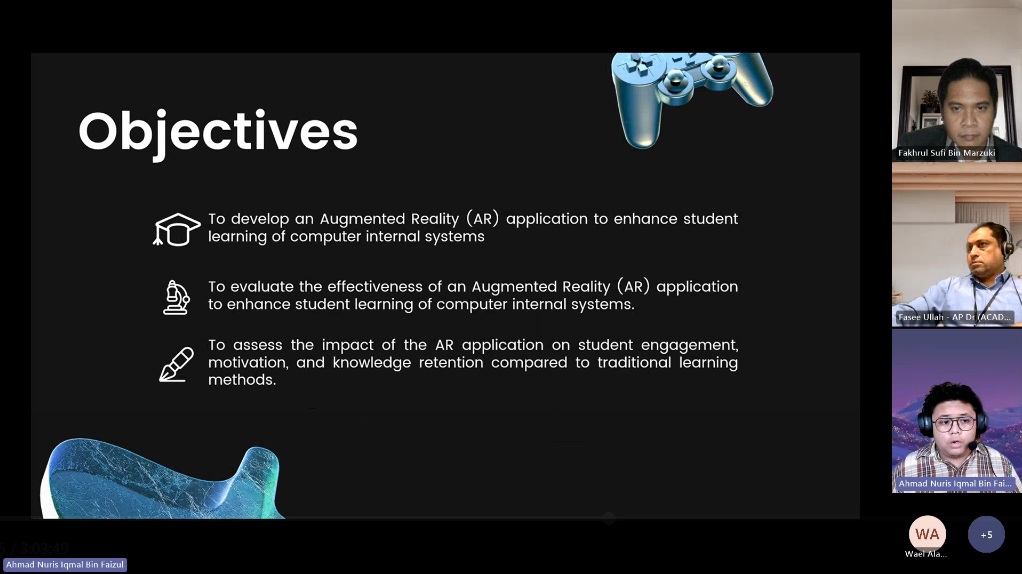 Objectives
To develop an Augmented Reality (AR) application to enhance student
learning of computer internal systems
To evaluate the effectiveness of an Augmented Reality (AR) application
to enhance student learning of computer internal systems.
To assess the impact of the AR application on student engagement,
motivation, and knowledge retention compared to traditional learning
methods.
Fakhrul Sufi Bin Marzuki
Fasee Ullah - AP Dr (ACAD...
Ahmad Nuris Iqmal Bin Fai...
WA
+5
Wael Ala...
/ 3:03:49
Ahmad Nuris Iqmal Bin Faizul